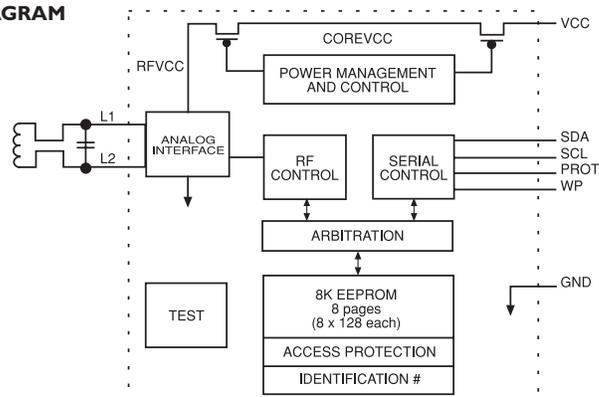 AGRAM
VCC
COREVCC
RFVCC
POWER MANAGEMENT
AND CONTROL
L1
L2
ANALOG
INTERFACE
RF
CONTROL
SERIAL
CONTROL
SDA
SCL
PROT
WP
ARBITRATION
GND
TEST
8K EEPROM
8 pages
(8 x 128 each)
ACCESS PROTECTION
IDENTIFICATION #